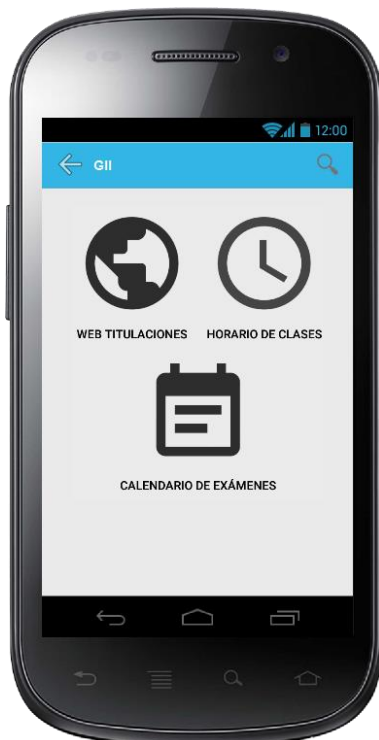 12:00
GII
WEB TITULACIONES
HORARIO DE CLASES
CALENDARIO DE EXÁMENES